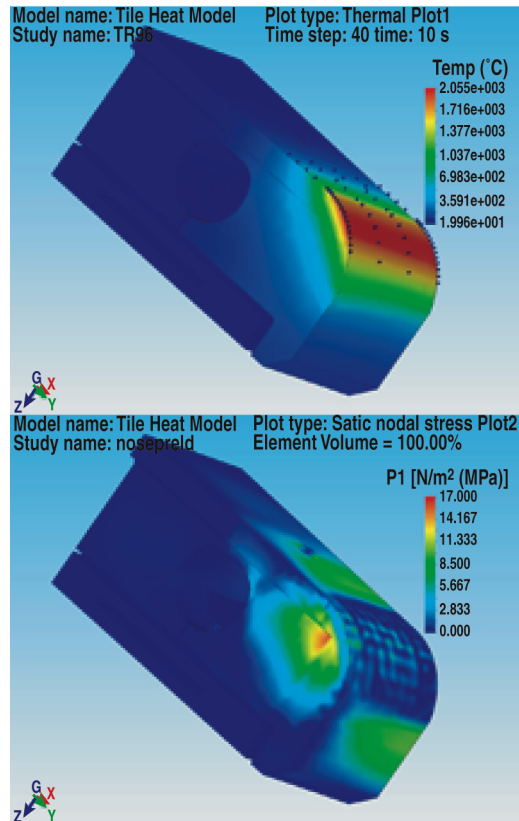 Model name: Tile Heat Model Plot type: Thermal Plot1
Study name: TR96 Time step: 40 time: 10 s
Temp (˚C)
2.055e+003
1.716e+003
1.377e+003
1.037e+003
6.983e+002
3.591e+002
1.996e+001
G
X
Z
Y
Model name: Tile Heat Model Plot type: Satic nodal stress Plot2
Study name: nosepreld Element Volume = 100.00%
P1 [N/m² (MPa)]
17.000
14.167
11.333
8.500
5.667
2.833
0.000
G
X
Z
Y